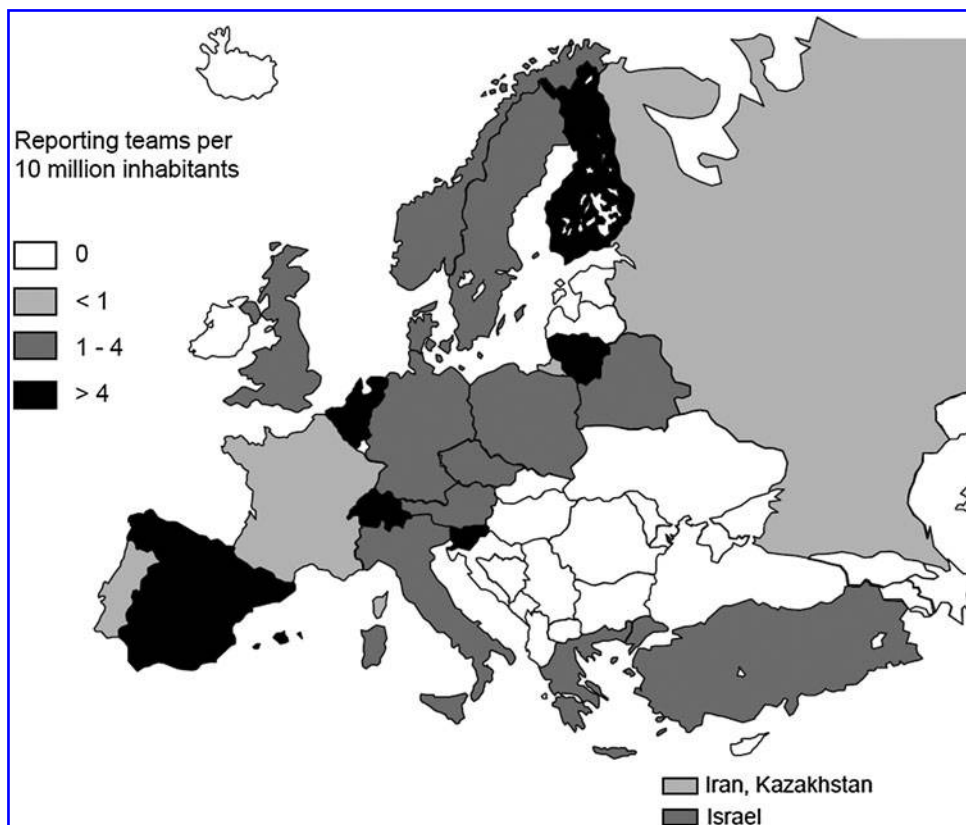 Reporting teams per
10 million inhabitants
0
< 1
1 - 4
> 4
Iran, Kazakhstan
Israel